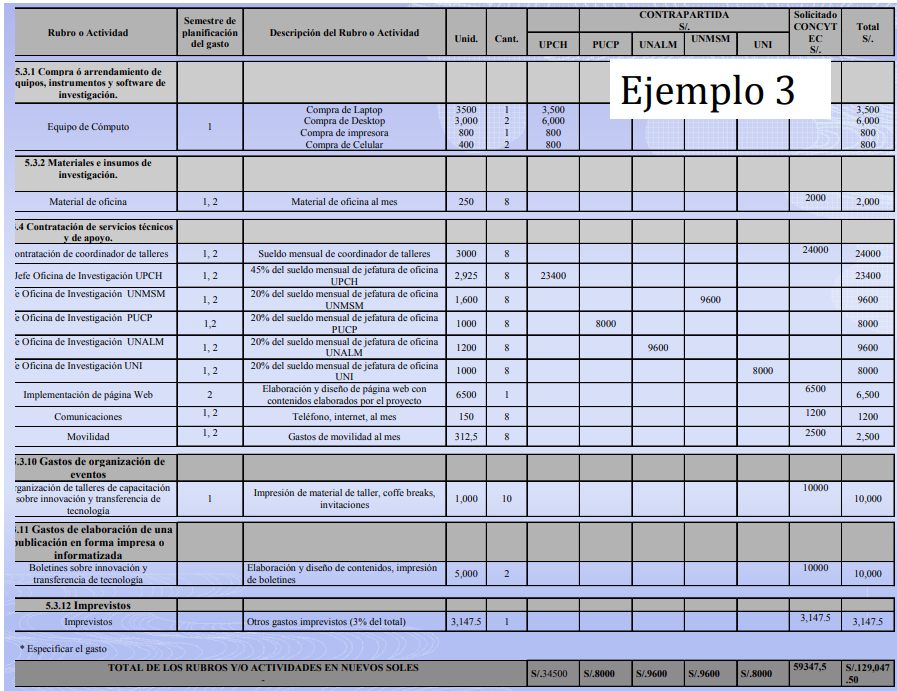 Rubro o Actividad
Semestre de planificación del gasto
Descripción del Rubro o Actividad
Unid.
Cant.
CONTRAPARTIDA S/.
UPCH PUCP UNALM UNMSM UNI
Solicitado CONCYTEC S/.
Total S/.
Ejemplo 3
5.3.1 Compra ó arrendamiento de
quipos, instrumentos y software de
investigación.
Equipo de Cómputo 1
Compra de Laptop 3500 1 3,500 3,500
Compra de Desktop 3,000 2 6,000 6,000
Compra de impresora 800 1 800 800
Compra de Celular 400 2 800 800
5.3.2 Materiales e insumos de
investigación.
Material de oficina 1, 2 Material de oficina al mes 250 8 2000 2,000
.4 Contratación de servicios técnicos
y de apoyo.
ontratación de coordinador de talleres 1, 2 Sueldo mensual de coordinador de talleres 3000 8 24000 24000
Jefe Oficina de Investigación UPCH 1, 2 45% del sueldo mensual de jefatura de oficina UPCH 2,925 8 23400 23400
e Oficina de Investigación UNMSM 1, 2 20% del sueldo mensual de jefatura de oficina UNMSM 1,600 8 9600 9600
e Oficina de Investigación PUCP 1,2 20% del sueldo mensual de jefatura de oficina PUCP 1000 8 8000 8000
e Oficina de Investigación UNALM 1, 2 20% del sueldo mensual de jefatura de oficina UNALM 1200 8 9600 9600
e Oficina de Investigación UNI 1, 2 20% del sueldo mensual de jefatura de oficina UNI 1000 8 8000 8000
Implementación de página Web 2 Elaboración y diseño de página web con contenidos elaborados por el proyecto 6500 1 6500 6,500
Comunicaciones 1, 2 Teléfono, internet, al mes 150 8 1200 1200
Movilidad 1, 2 Gastos de movilidad al mes 312,5 8 2500 2,500
5.3.10 Gastos de organización de
eventos
rganización de talleres de capacitación sobre innovación y transferencia de tecnología 1 Impresión de material de taller, coffe breaks, invitaciones 1,000 10 10000 10,000
.11 Gastos de elaboración de una
publicación en forma impresa o
informatizada
Boletines sobre innovación y transferencia de tecnología Elaboración y diseño de contenidos, impresión de boletines 5,000 2 10000 10,000
5.3.12 Imprevistos
Imprevistos Otros gastos imprevistos (3% del total) 3,147.5 1 3,147.5 3,147.5
* Especificar el gasto
TOTAL DE LOS RUBROS Y/O ACTIVIDADES EN NUEVOS SOLES
-
S/.34500 S/.8000 S/.9600 S/.9600 S/.8000 59347,5 S/.129,047.50